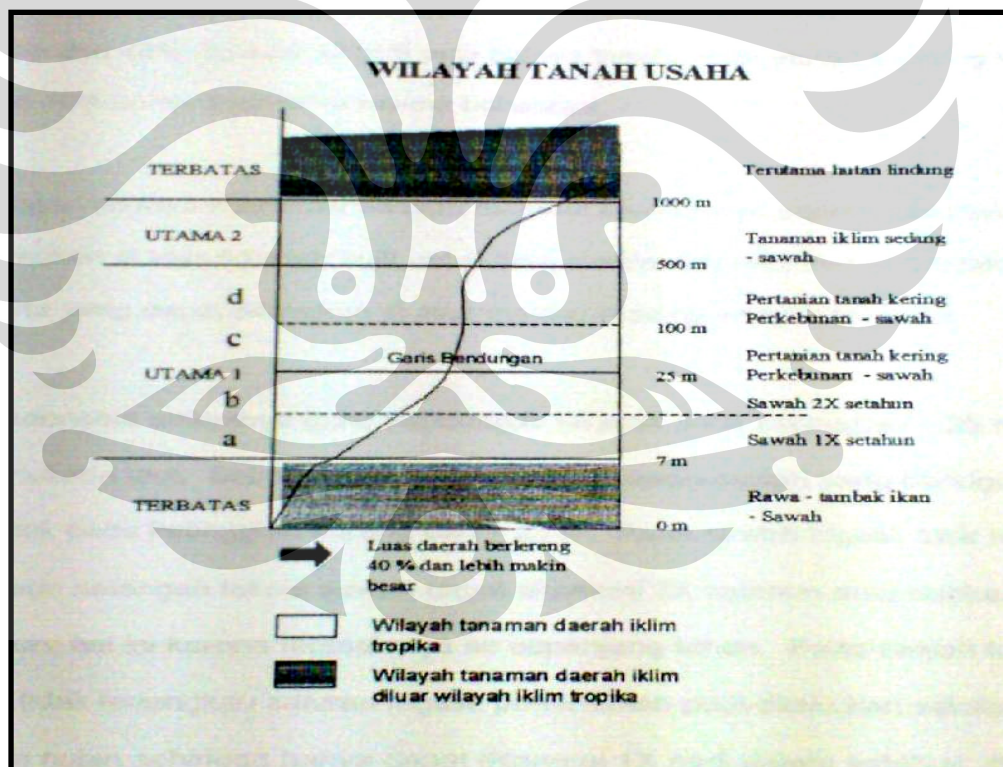 WILAYAH TANAH USAHA
TERBATAS
Terutama hutan lindung
1000 m
UTAMA 2
Tanaman iklim sedang
- sawah
500 m
d
Pertanian tanah kering
Perkebunan - sawah
100 m
c
Garis Bendungan
Pertanian tanah kering
Perkebunan - sawah
UTAMA 1
25 m
b
Sawah 2X setahun
a
Sawah 1X setahun
7 m
TERBATAS
Rawa - tambak ikan
- Sawah
0 m
Luas daerah berlereng
40 % dan lebih makin
besar
Wilayah tanaman daerah iklim
tropika
Wilayah tanaman daerah iklim
diluar wilayah iklim tropika